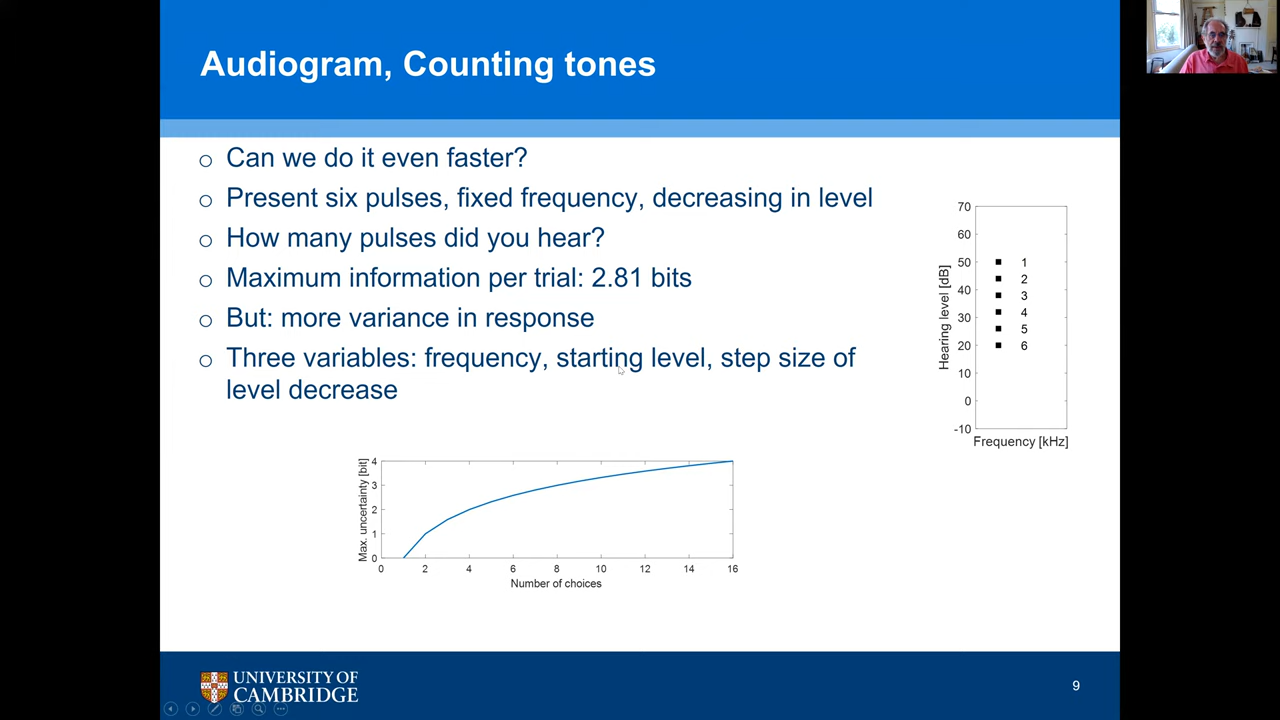 Audiogram, Counting tones
o Can we do it even faster?
o Present six pulses, fixed frequency, decreasing in level
o How many pulses did you hear?
o Maximum information per trial: 2.81 bits
o But: more variance in response
o Three variables: frequency, starting level, step size of
level decrease
70
60
50
40
30
20
10
0
-10
Hearing level [dB]
1
2
3
4
5
6
Frequency [kHz]
Max. uncertainty [bit]
4
3
2
1
0
0 2 4 6 8 10 12 14 16
Number of choices
UNIVERSITY OF
CAMBRIDGE
9